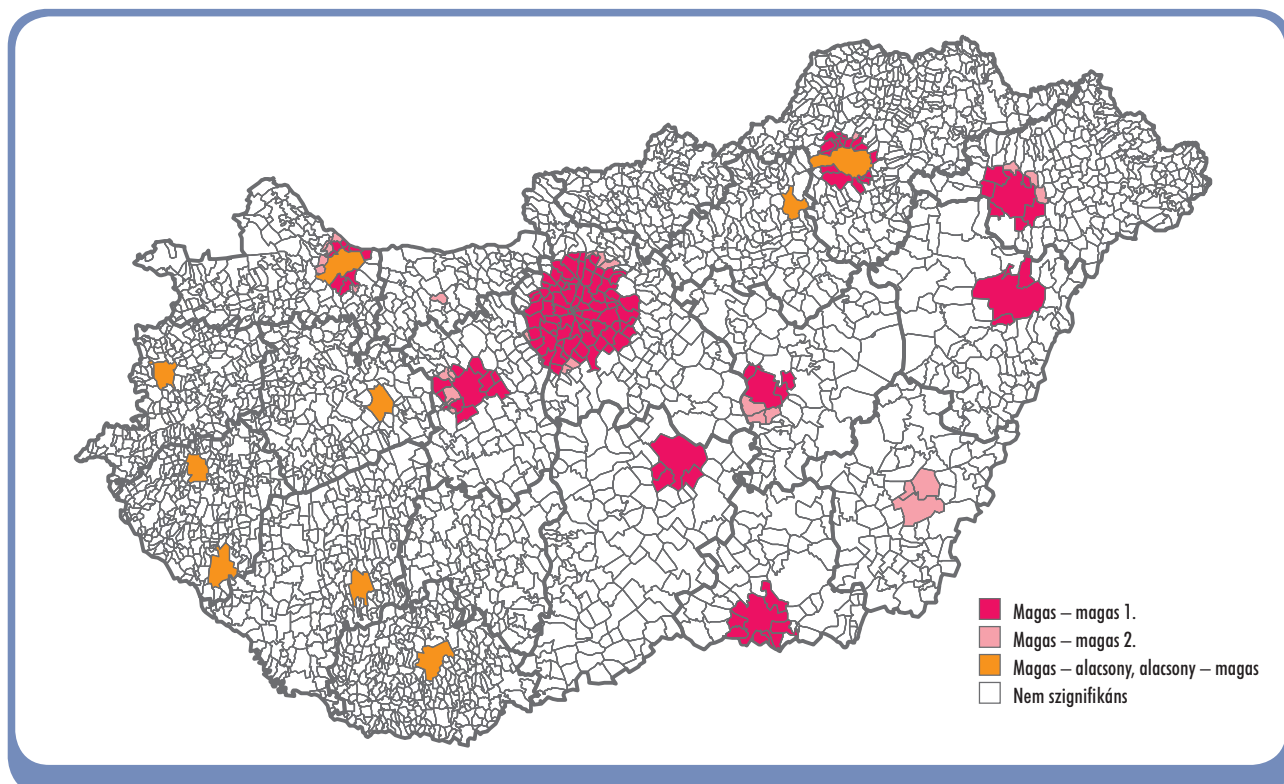 Magas – magas 1.
Magas – magas 2.
Magas – alacsony, alacsony – magas
Nem szignifikáns